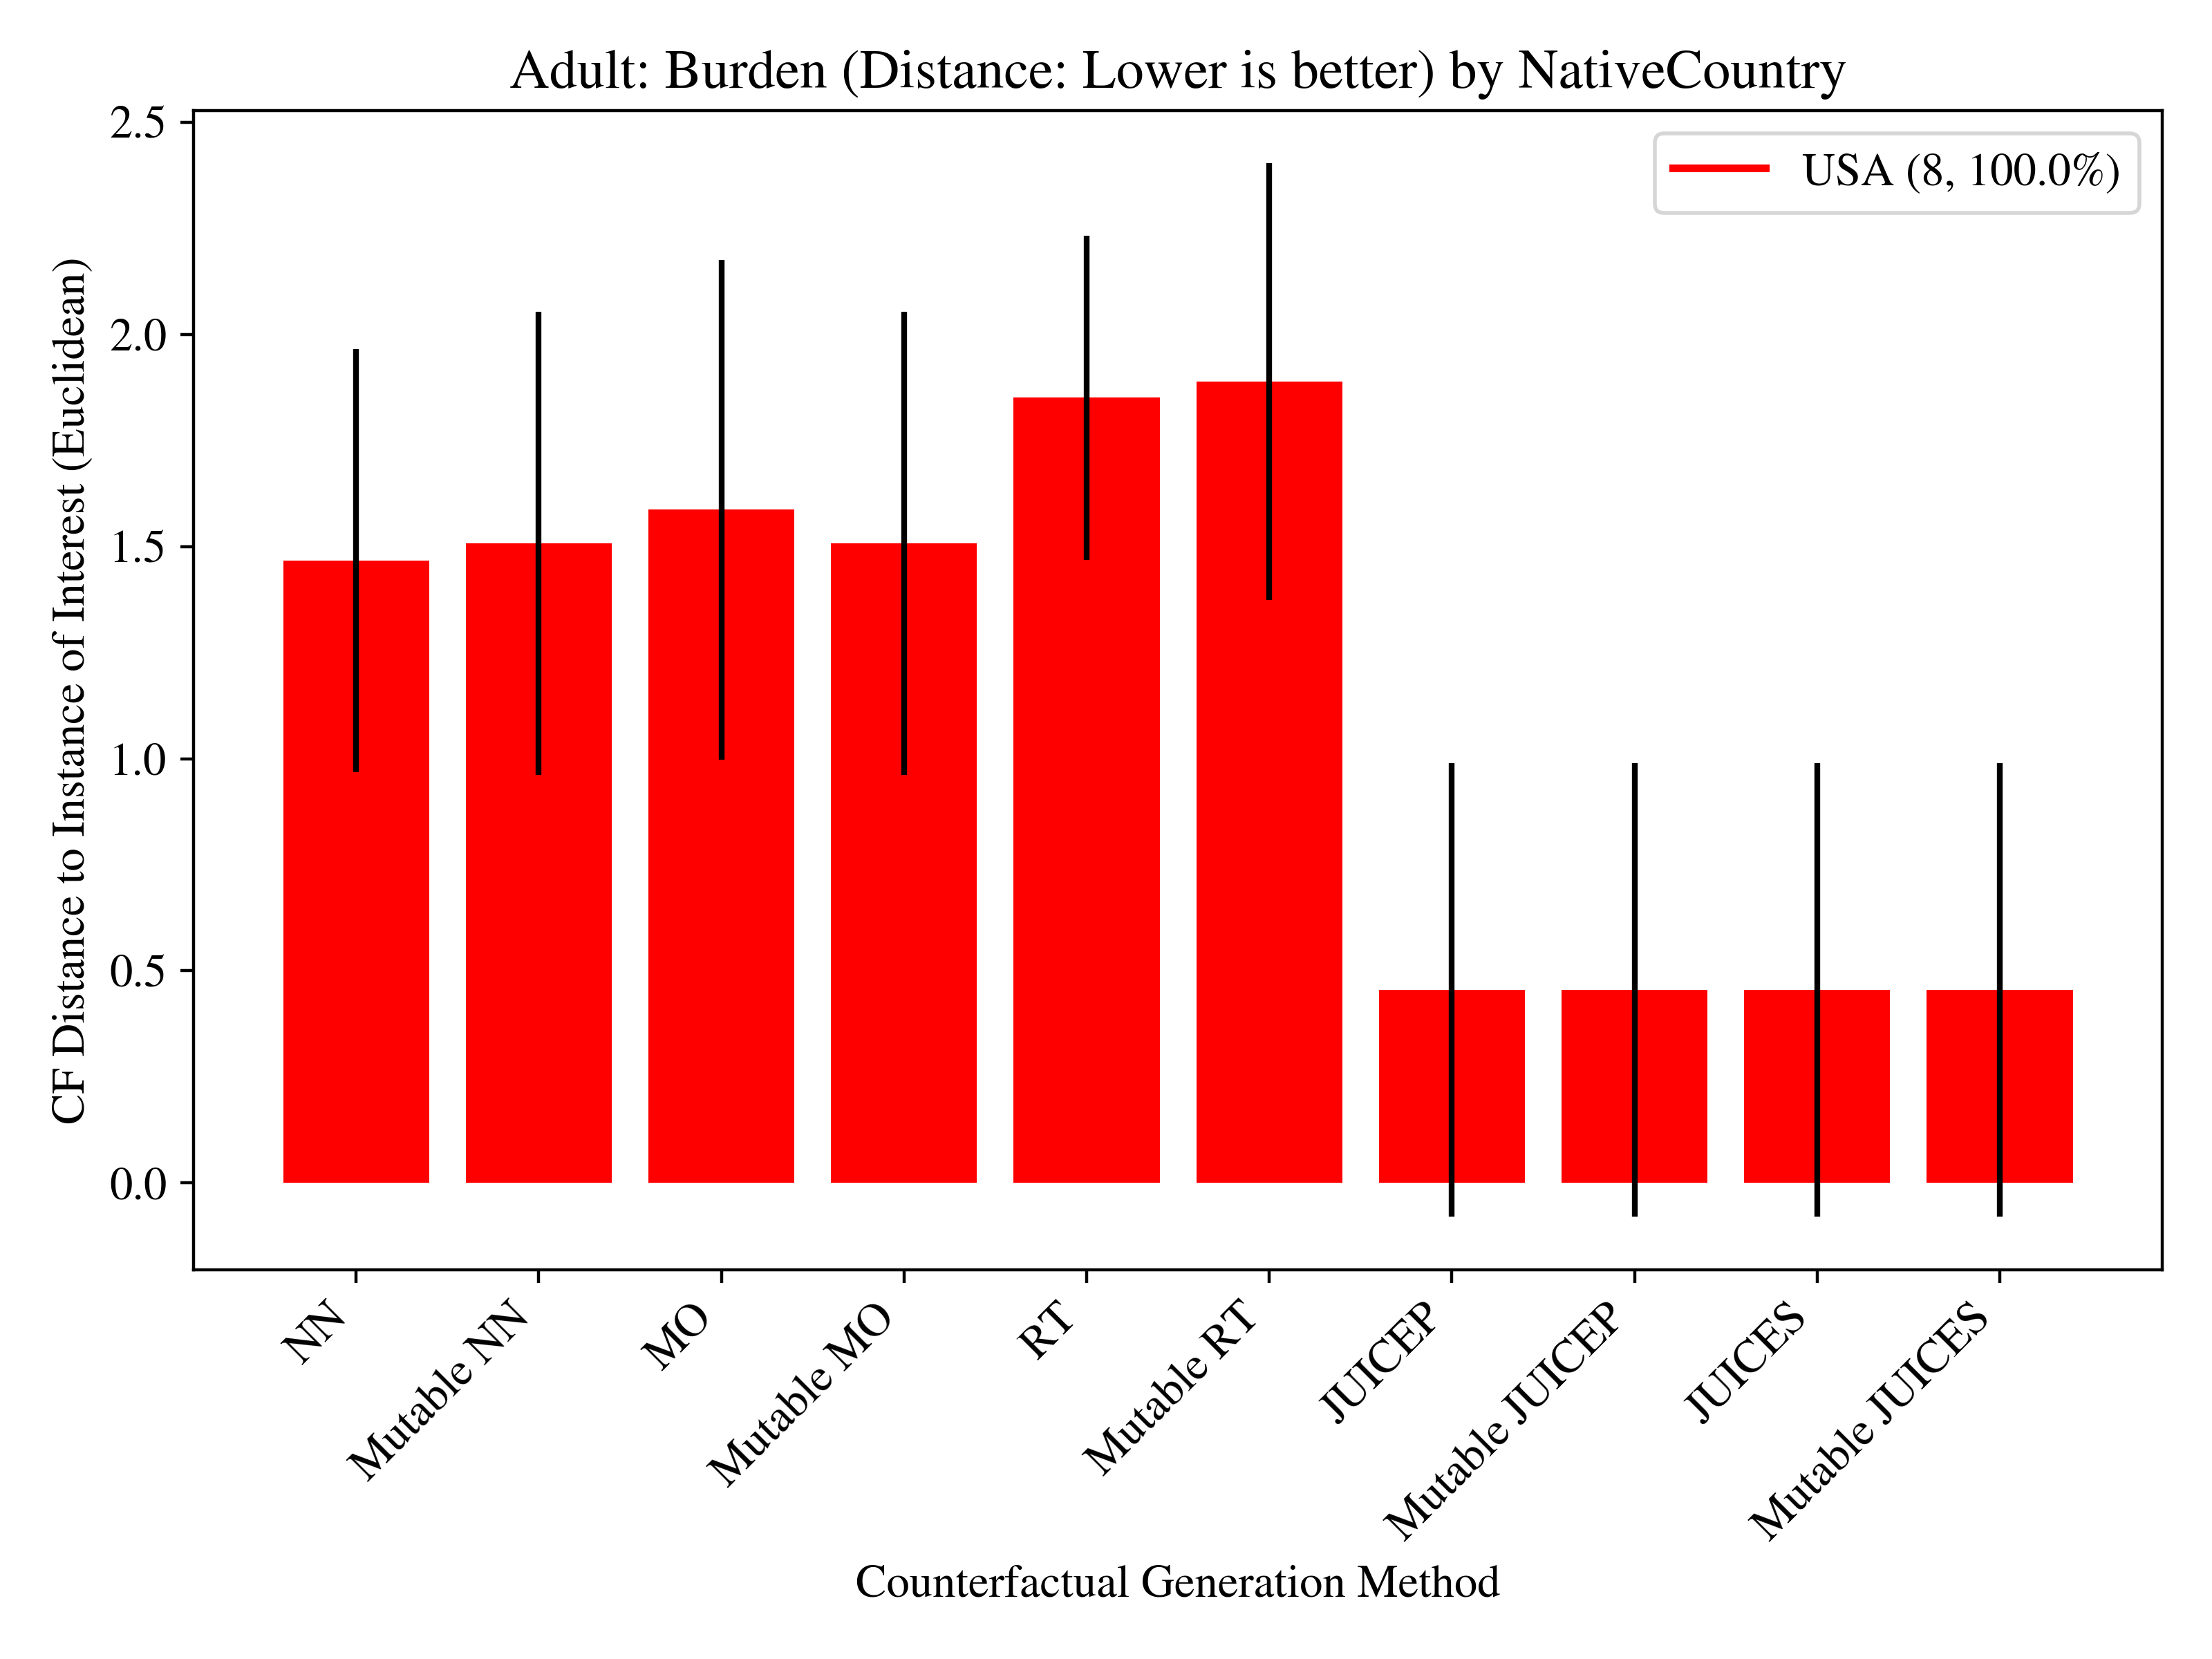 Adult: Burden (Distance: Lower is better) by NativeCountry
USA (8, 100.0%)
CF Distance to Instance of Interest (Euclidean)
2.5
2.0
1.5
1.0
0.5
0.0
NN
Mutable NN
MO
Mutable MO
RT
Mutable RT
JUICEP
Mutable JUICEP
JUICES
Mutable JUICES
Counterfactual Generation Method